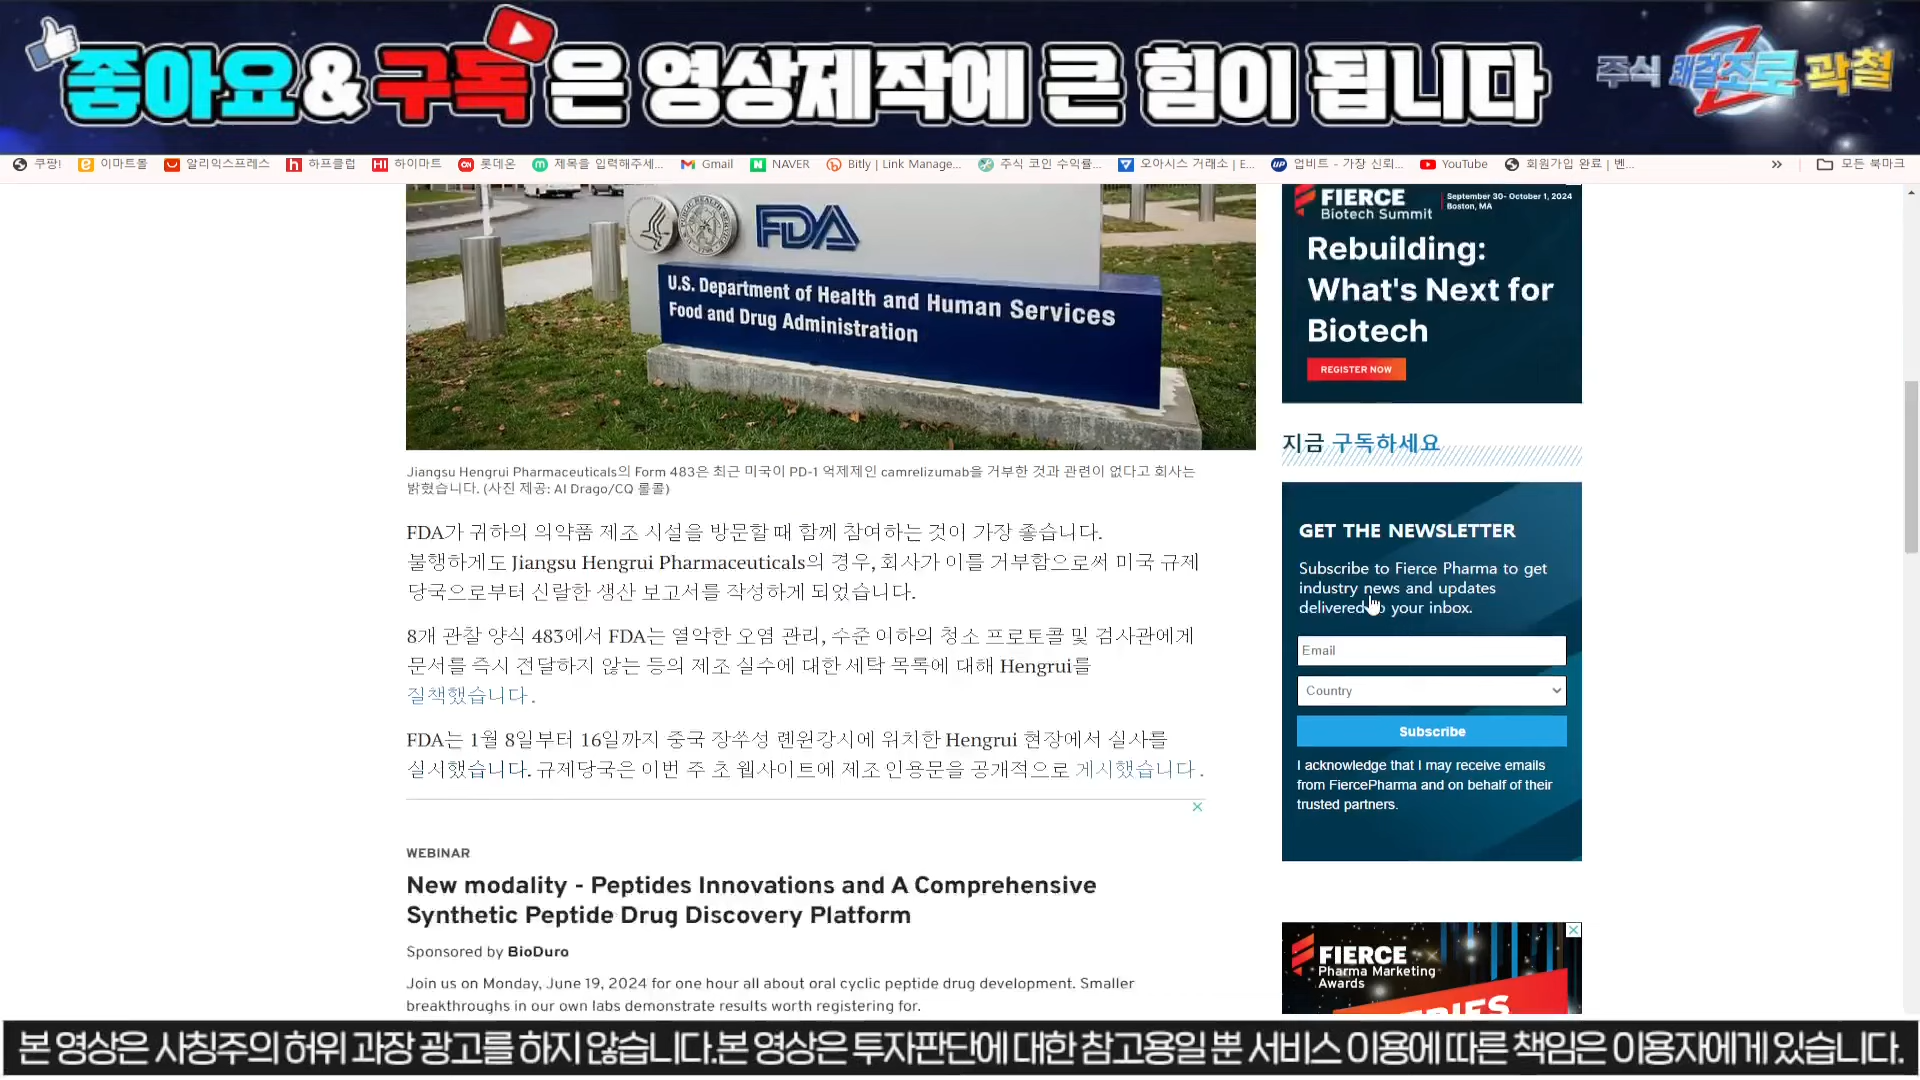 좋아요&구독은 영상제작에 큰 힘이 됩니다
주식 쾌걸조로 곽철
쿠팡!
이마트몰
알리익스프레스
하프클럽
하이마트
롯데온
제목을 입력해주세...
Gmail
NAVER
Bitly | Link Manage...
주식 코인 수익률...
오아시스 거래소 | E...
업비트 - 가장 신뢰...
YouTube
회원가입 완료 | 벤...
»
모든 북마크
FDA
U.S. Department of Health and Human Services
Food and Drug Administration
Jiangsu Hengrui Pharmaceuticals의 Form 483은 최근 미국이 PD-1 억제제인 camrelizumab을 거부한 것과 관련이 없다고 회사는
밝혔습니다. (사진 제공: Al Drago/CQ 롤콜)
FDA가 귀하의 의약품 제조 시설을 방문할 때 함께 참여하는 것이 가장 좋습니다.
불행하게도 Jiangsu Hengrui Pharmaceuticals의 경우, 회사가 이를 거부함으로써 미국 규제
당국으로부터 신랄한 생산 보고서를 작성하게 되었습니다.
8개 관찰 양식 483에서 FDA는 열악한 오염 관리, 수준 이하의 청소 프로토콜 및 검사관에게
문서를 즉시 전달하지 않는 등의 제조 실수에 대한 세탁 목록에 대해 Hengrui를
질책했습니다 .
FDA는 1월 8일부터 16일까지 중국 장쑤성 롄윈강시에 위치한 Hengrui 현장에서 실사를
실시했습니다. 규제당국은 이번 주 초 웹사이트에 제조 인용문을 공개적으로 게시했습니다 .
WEBINAR
New modality - Peptides Innovations and A Comprehensive
Synthetic Peptide Drug Discovery Platform
Sponsored by BioDuro
Join us on Monday, June 19, 2024 for one hour all about oral cyclic peptide drug development. Smaller
breakthroughs in our own labs demonstrate results worth registering for.
FIERCE
Biotech Summit
September 30- October 1, 2024
Boston, MA
Rebuilding:
What's Next for
Biotech
REGISTER NOW
지금 구독하세요
GET THE NEWSLETTER
Subscribe to Fierce Pharma to get
industry news and updates
delivered to your inbox.
Email
Country
Subscribe
I acknowledge that I may receive emails
from FiercePharma and on behalf of their
trusted partners.
FIERCE
Pharma Marketing
Awards
본 영상은 사칭주의 허위 과장 광고를 하지 않습니다.본 영상은 투자판단에 대한 참고용일 뿐 서비스 이용에 따른 책임은 이용자에게 있습니다.